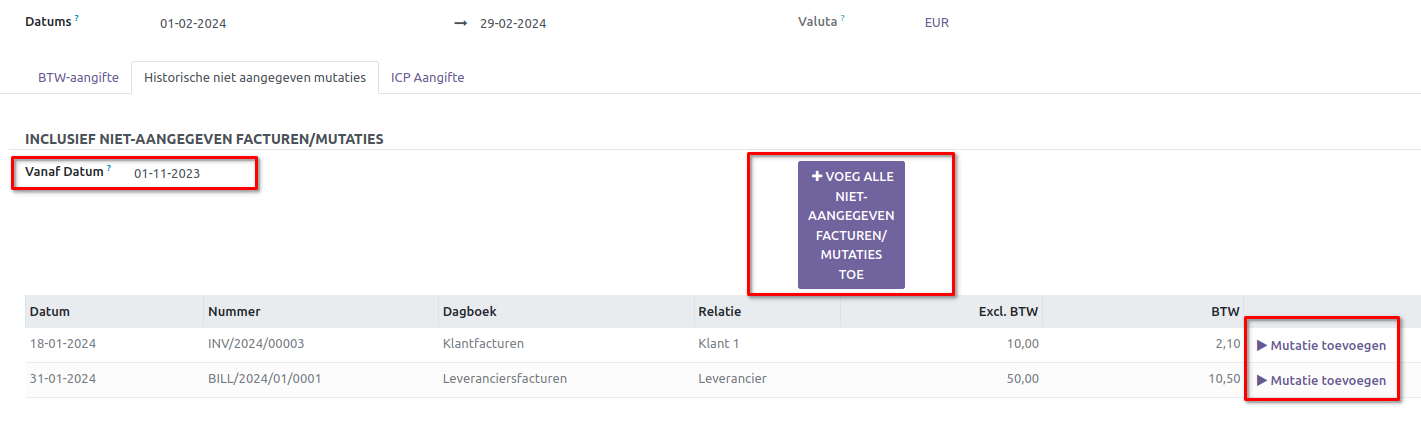 Datums ? 01-02-2024 → 29-02-2024 Valuta ? EUR
BTW-aangifte Historische niet aangegeven mutaties ICP Aangifte
INCLUSIEF NIET-AANGEGEVEN FACTUREN/MUTATIES
Vanaf Datum ? 01-11-2023
+ VOEG ALLE
NIET-
AANGEGEVEN
FACTUREN/
MUTATIES
TOE
Datum Nummer Dagboek Relatie Excl. BTW BTW
18-01-2024 INV/2024/00003 Klantfacturen Klant 1 10,00 2,10 Mutatie toevoegen
31-01-2024 BILL/2024/01/0001 Leveranciersfacturen Leverancier 50,00 10,50 Mutatie toevoegen